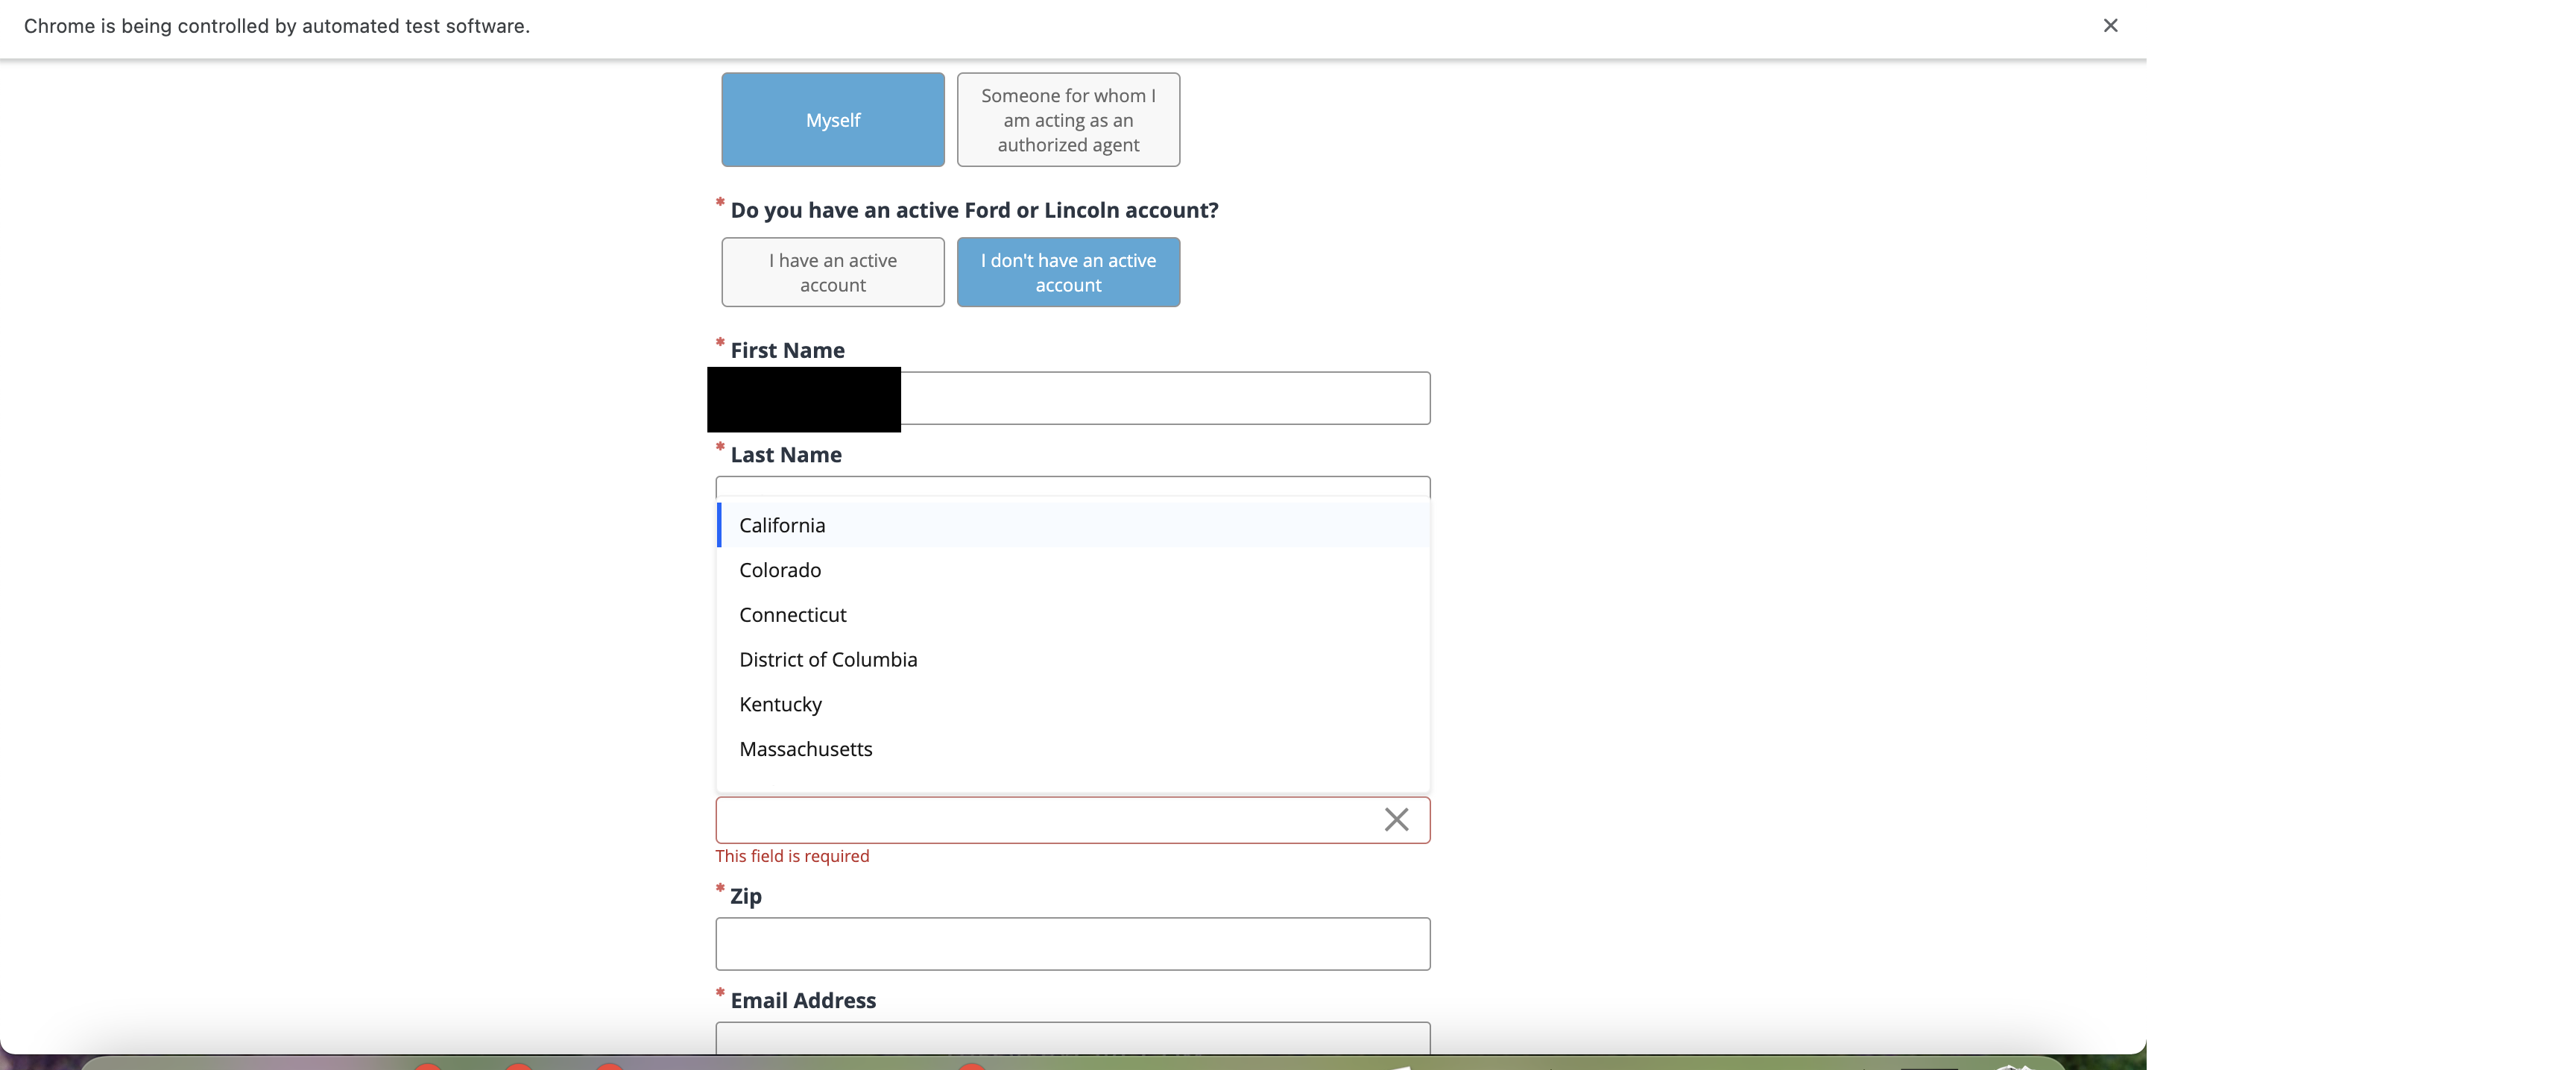 Chrome is being controlled by automated test software.
Myself
Someone for whom I
am acting as an
authorized agent
* Do you have an active Ford or Lincoln account?
I have an active
account
I don't have an active
account
* First Name
* Last Name
California
Colorado
Connecticut
District of Columbia
Kentucky
Massachusetts
This field is required
* Zip
* Email Address